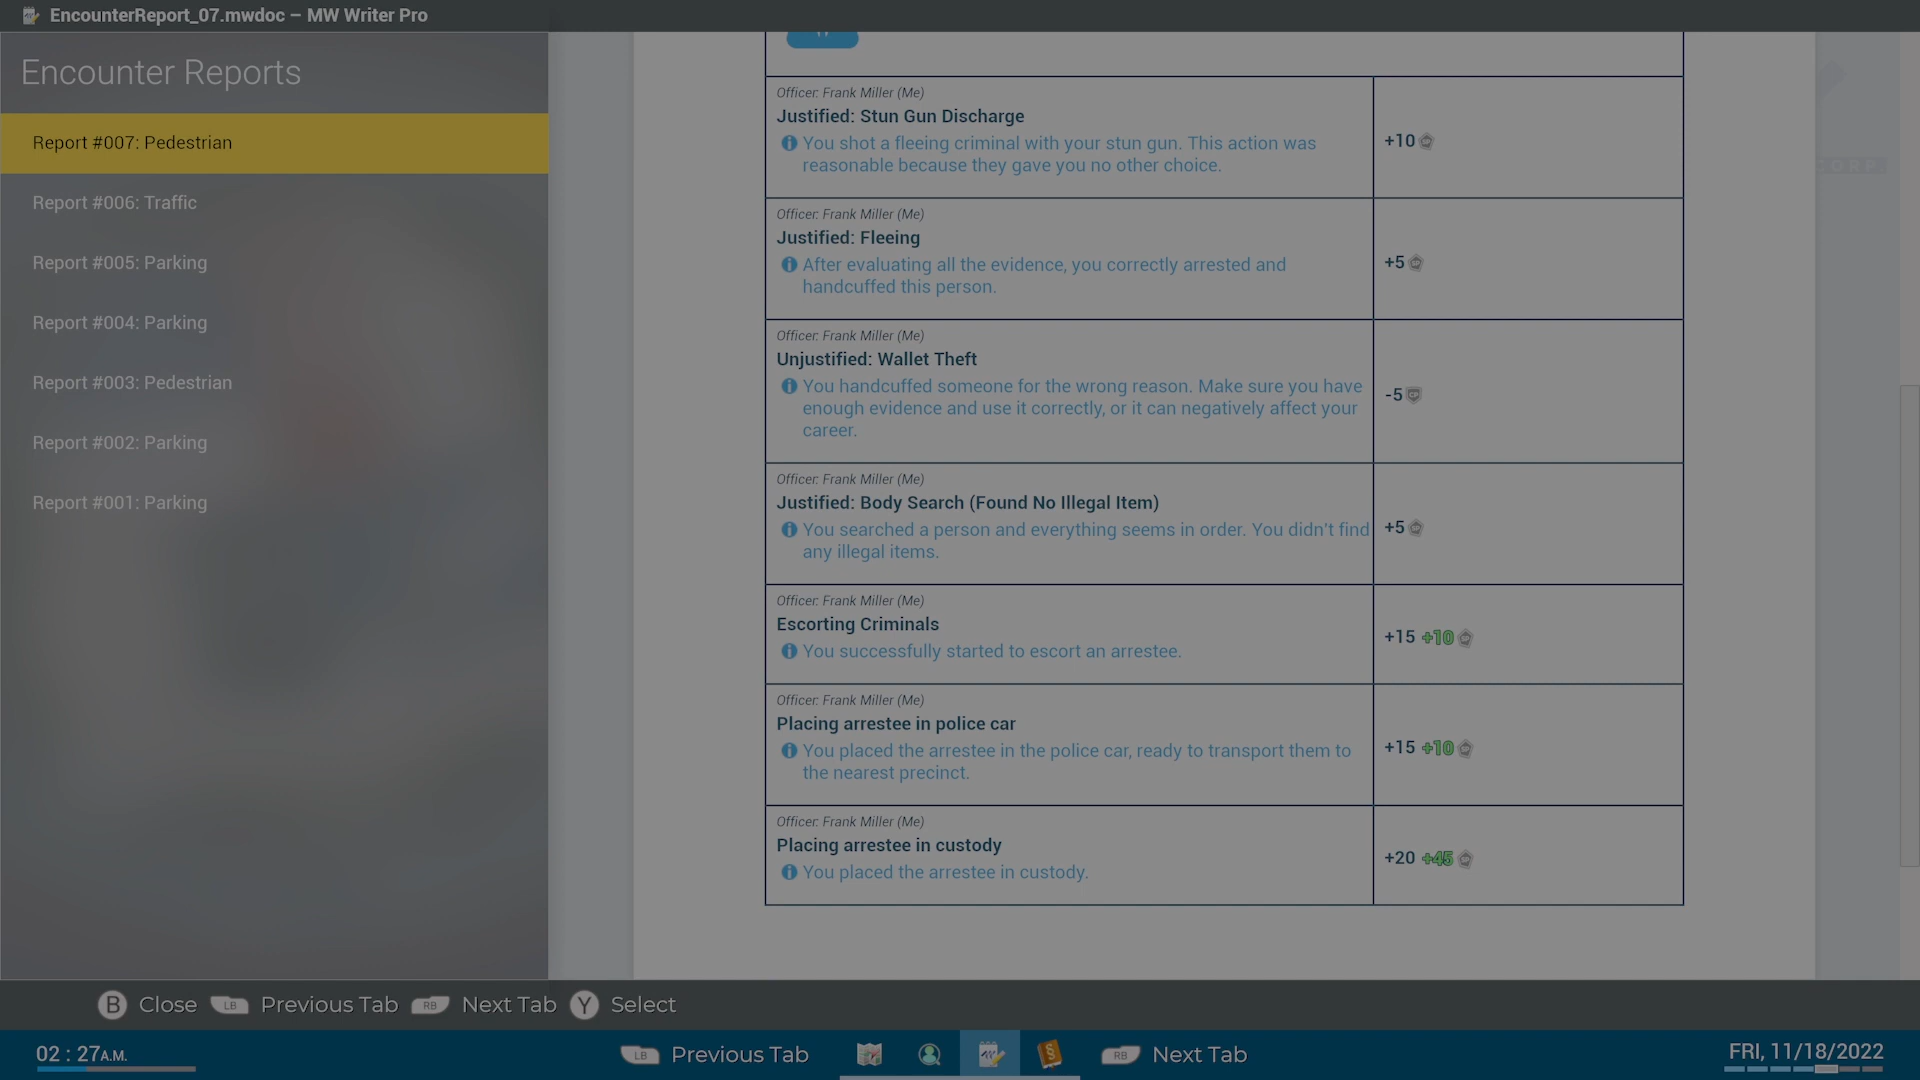 EncounterReport_07.mwdoc – MW Writer Pro
Encounter Reports
Report #007: Pedestrian
Report #006: Traffic
Report #005: Parking
Report #004: Parking
Report #003: Pedestrian
Report #002: Parking
Report #001: Parking
Officer: Frank Miller (Me)
Justified: Stun Gun Discharge
You shot a fleeing criminal with your stun gun. This action was
reasonable because they gave you no other choice.
+10
Officer: Frank Miller (Me)
Justified: Fleeing
After evaluating all the evidence, you correctly arrested and
handcuffed this person.
+5
Officer: Frank Miller (Me)
Unjustified: Wallet Theft
You handcuffed someone for the wrong reason. Make sure you have
enough evidence and use it correctly, or it can negatively affect your
career.
-5
Officer: Frank Miller (Me)
Justified: Body Search (Found No Illegal Item)
You searched a person and everything seems in order. You didn't find
any illegal items.
+5
Officer: Frank Miller (Me)
Escorting Criminals
You successfully started to escort an arrestee.
+15 +10
Officer: Frank Miller (Me)
Placing arrestee in police car
You placed the arrestee in the police car, ready to transport them to
the nearest precinct.
+15 +10
Officer: Frank Miller (Me)
Placing arrestee in custody
You placed the arrestee in custody.
+20 +45
B Close LB Previous Tab RB Next Tab Y Select
02 : 27 A.M.
LB Previous Tab RB Next Tab
FRI, 11/18/2022